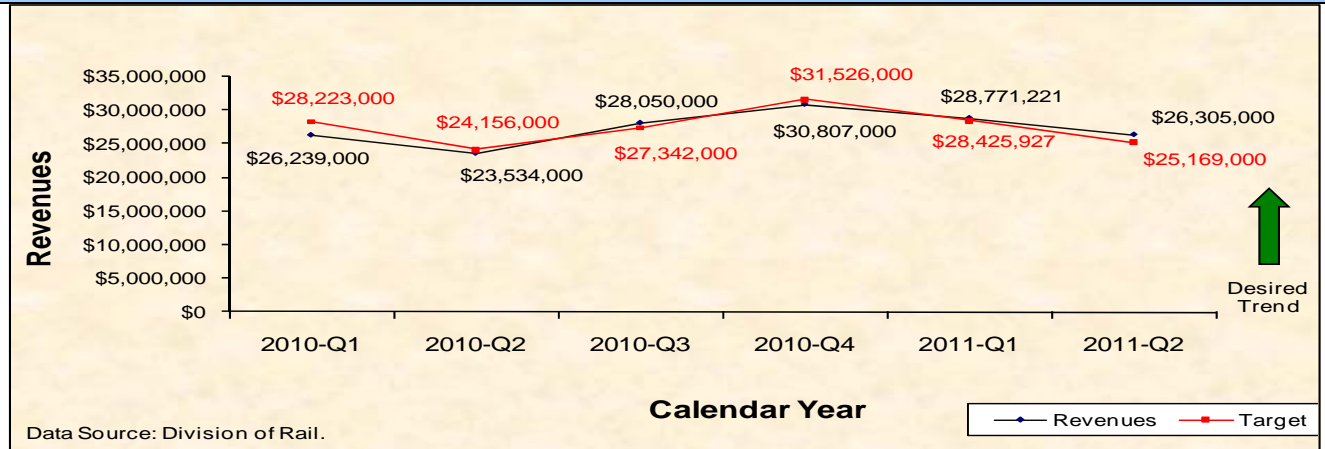 $35,000,000
$30,000,000
$25,000,000
$20,000,000
$15,000,000
$10,000,000
$5,000,000
$0
Revenues
$28,223,000
$26,239,000
$24,156,000
$23,534,000
$28,050,000
$27,342,000
$31,526,000
$30,807,000
$28,771,221
$28,425,927
$26,305,000
$25,169,000
Desired
Trend
2010-Q1 2010-Q2 2010-Q3 2010-Q4 2011-Q1 2011-Q2
Calendar Year
Data Source: Division of Rail.
Revenues Target